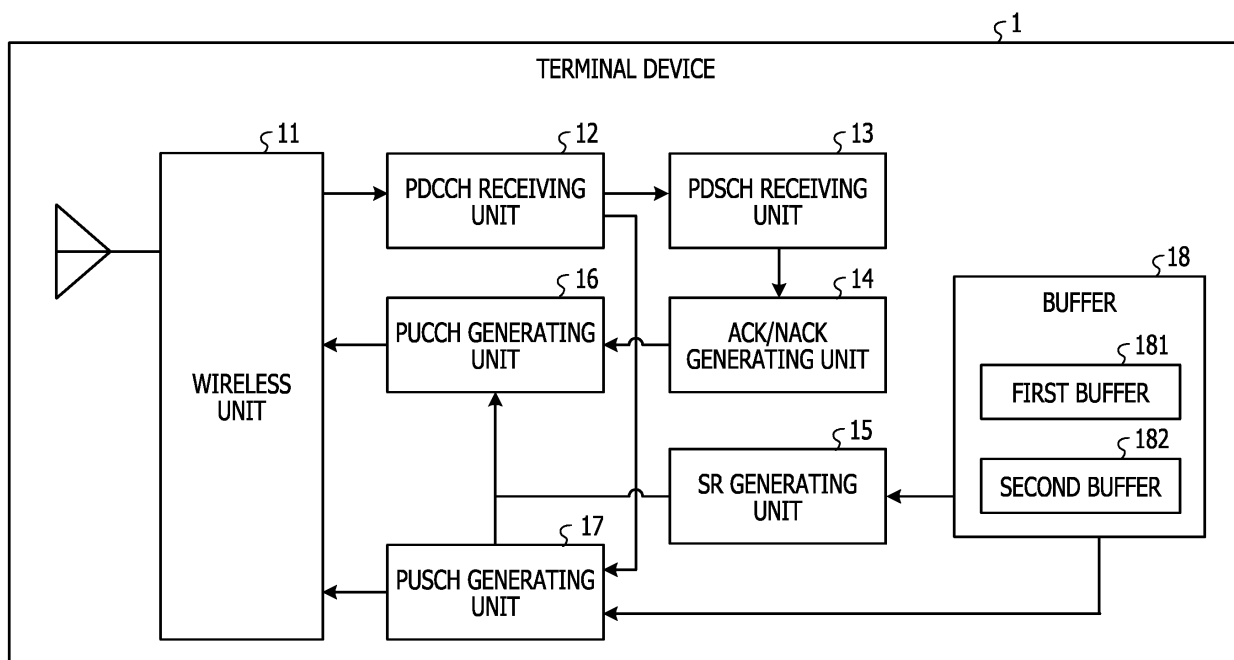 1
TERMINAL DEVICE
11
WIRELESS
UNIT
12
PDCCH RECEIVING
UNIT
13
PDSCH RECEIVING
UNIT
16
PUCCH GENERATING
UNIT
14
ACK/NACK
GENERATING UNIT
18
BUFFER
181
FIRST BUFFER
182
SECOND BUFFER
15
SR GENERATING
UNIT
17
PUSCH GENERATING
UNIT